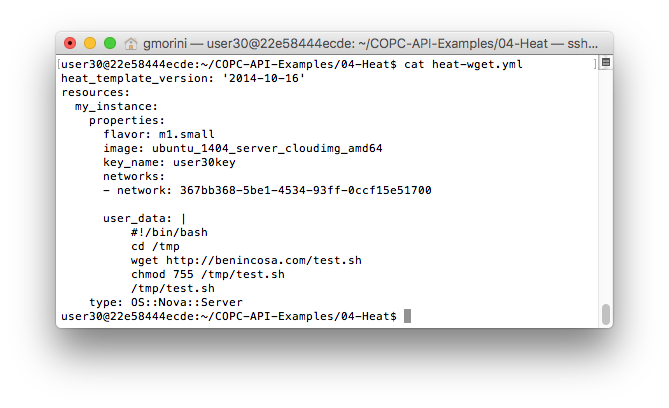 gmorini — user30@22e58444ecde: ~/COPC-API-Examples/04-Heat — ssh...
[user30@22e58444ecde:~/COPC-API-Examples/04-Heat$ cat heat-wget.yml ]
heat_template_version: '2014-10-16'
resources:
  my_instance:
    properties:
      flavor: m1.small
      image: ubuntu_1404_server_cloudimg_amd64
      key_name: user30key
      networks:
      - network: 367bb368-5be1-4534-93ff-0ccf15e51700

      user_data: |
          #!/bin/bash
          cd /tmp
          wget http://benincosa.com/test.sh
          chmod 755 /tmp/test.sh
          /tmp/test.sh
    type: OS::Nova::Server
user30@22e58444ecde:~/COPC-API-Examples/04-Heat$